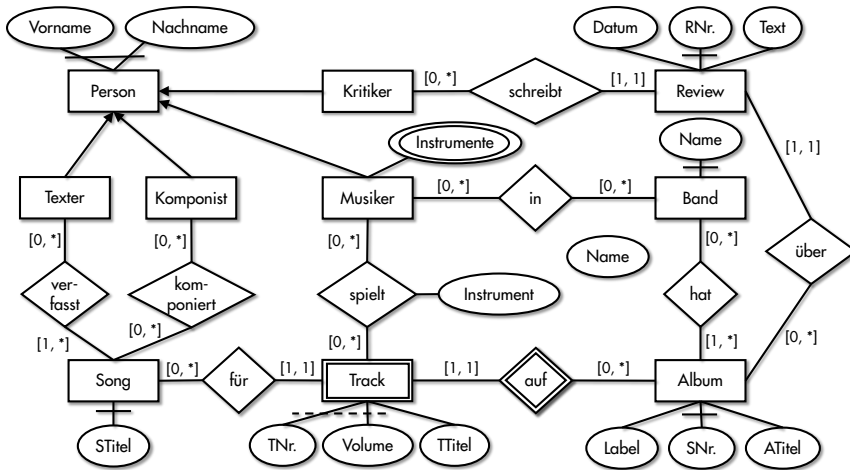 Vorname
Nachname
Datum
RNr.
Text
Person
Kritiker
[0, *]
schreibt
[1, 1]
Review
Instrumente
Name
[1, 1]
Texter
Komponist
Musiker
[0, *]
in
[0, *]
Band
[0, *]
[0, *]
[0, *]
[0, *]
Name
über
ver-
fasst
kom-
poniert
spielt
Instrument
hat
[1, *]
[0, *]
[0, *]
[1, *]
[0, *]
Song
[0, *]
für
[1, 1]
Track
[1, 1]
auf
[0, *]
Album
STitel
TNr.
Volume
TTitel
Label
SNr.
ATitel